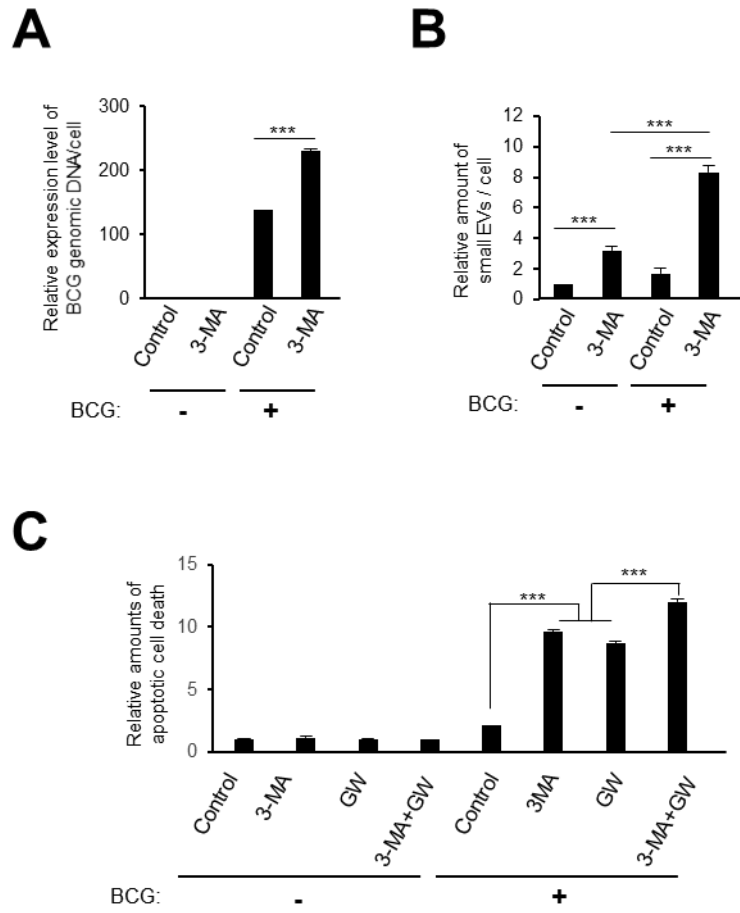 A
Relative expression level of
BCG genomic DNA/cell
300
200
100
0
***
Control
3-MA
Control
3-MA
BCG:
-
+
B
Relative amount of
small EVs / cell
12
10
8
6
4
2
0
***
***
***
Control
3-MA
Control
3-MA
BCG:
-
+
C
Relative amounts of
apoptotic cell death
15
10
5
0
***
***
Control
3-MA
GW
3-MA+GW
Control
3MA
GW
3-MA+GW
BCG:
-
+